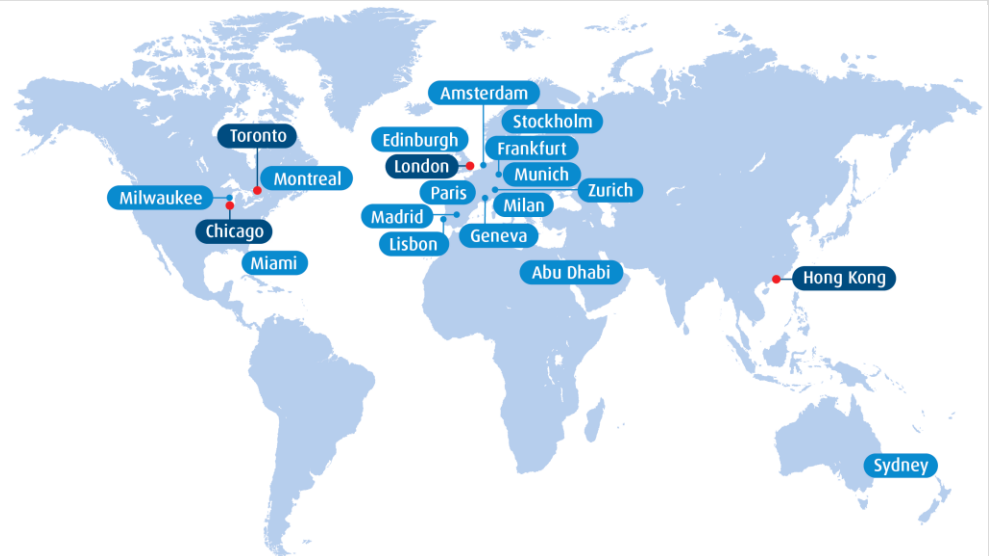 Amsterdam
Stockholm
Toronto
Edinburgh
Frankfurt
London
Montreal
Munich
Milwaukee
Paris
Zurich
Milan
Madrid
Chicago
Geneva
Lisbon
Miami
Abu Dhabi
Hong Kong
Sydney